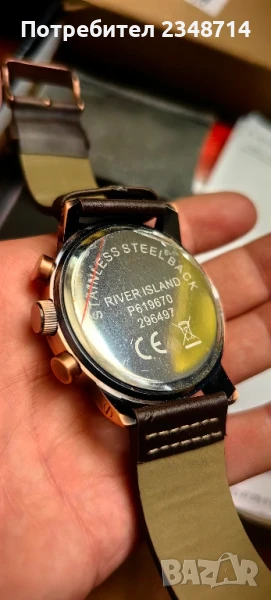 Потребител 2348714
STAINLESS STEEL BACK
RIVER ISLAND
P619670
296497
CE
BAZAR